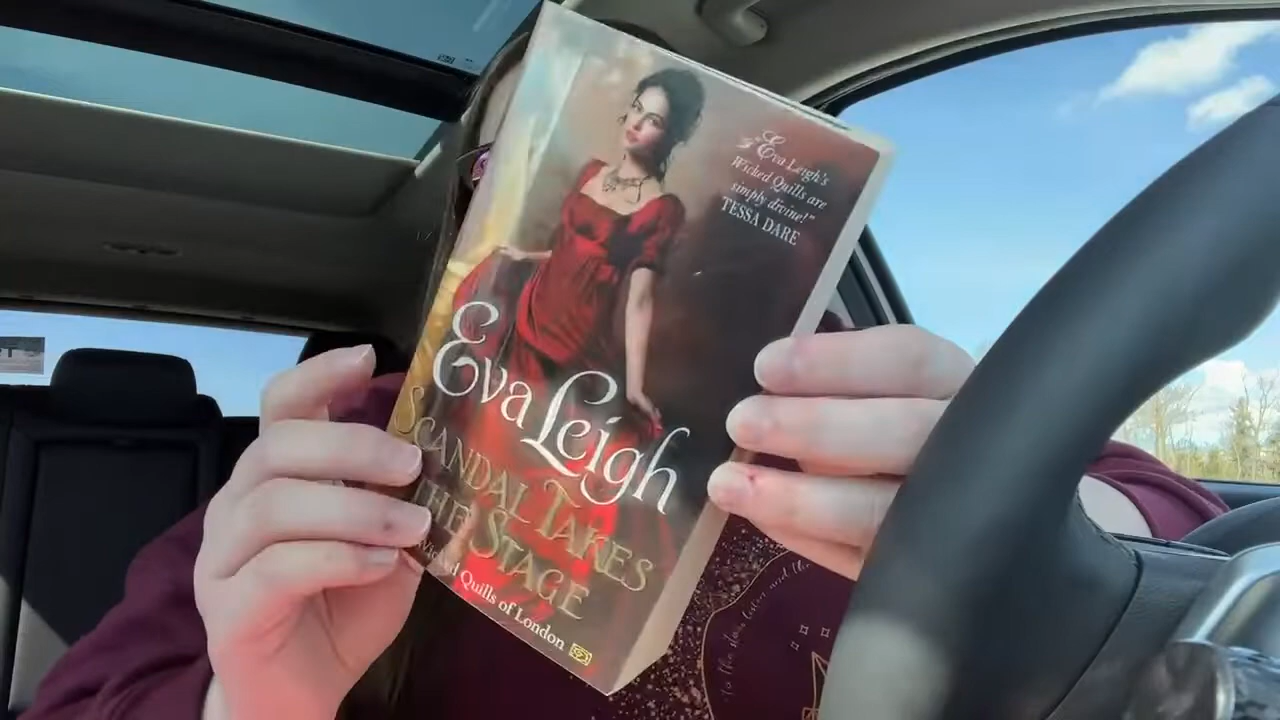 "Eva Leigh's
Wicked Quills are
simply divine!"
TESSA DARE
Eva Leigh
SCANDAL TAKES
THE STAGE
Wicked Quills of London